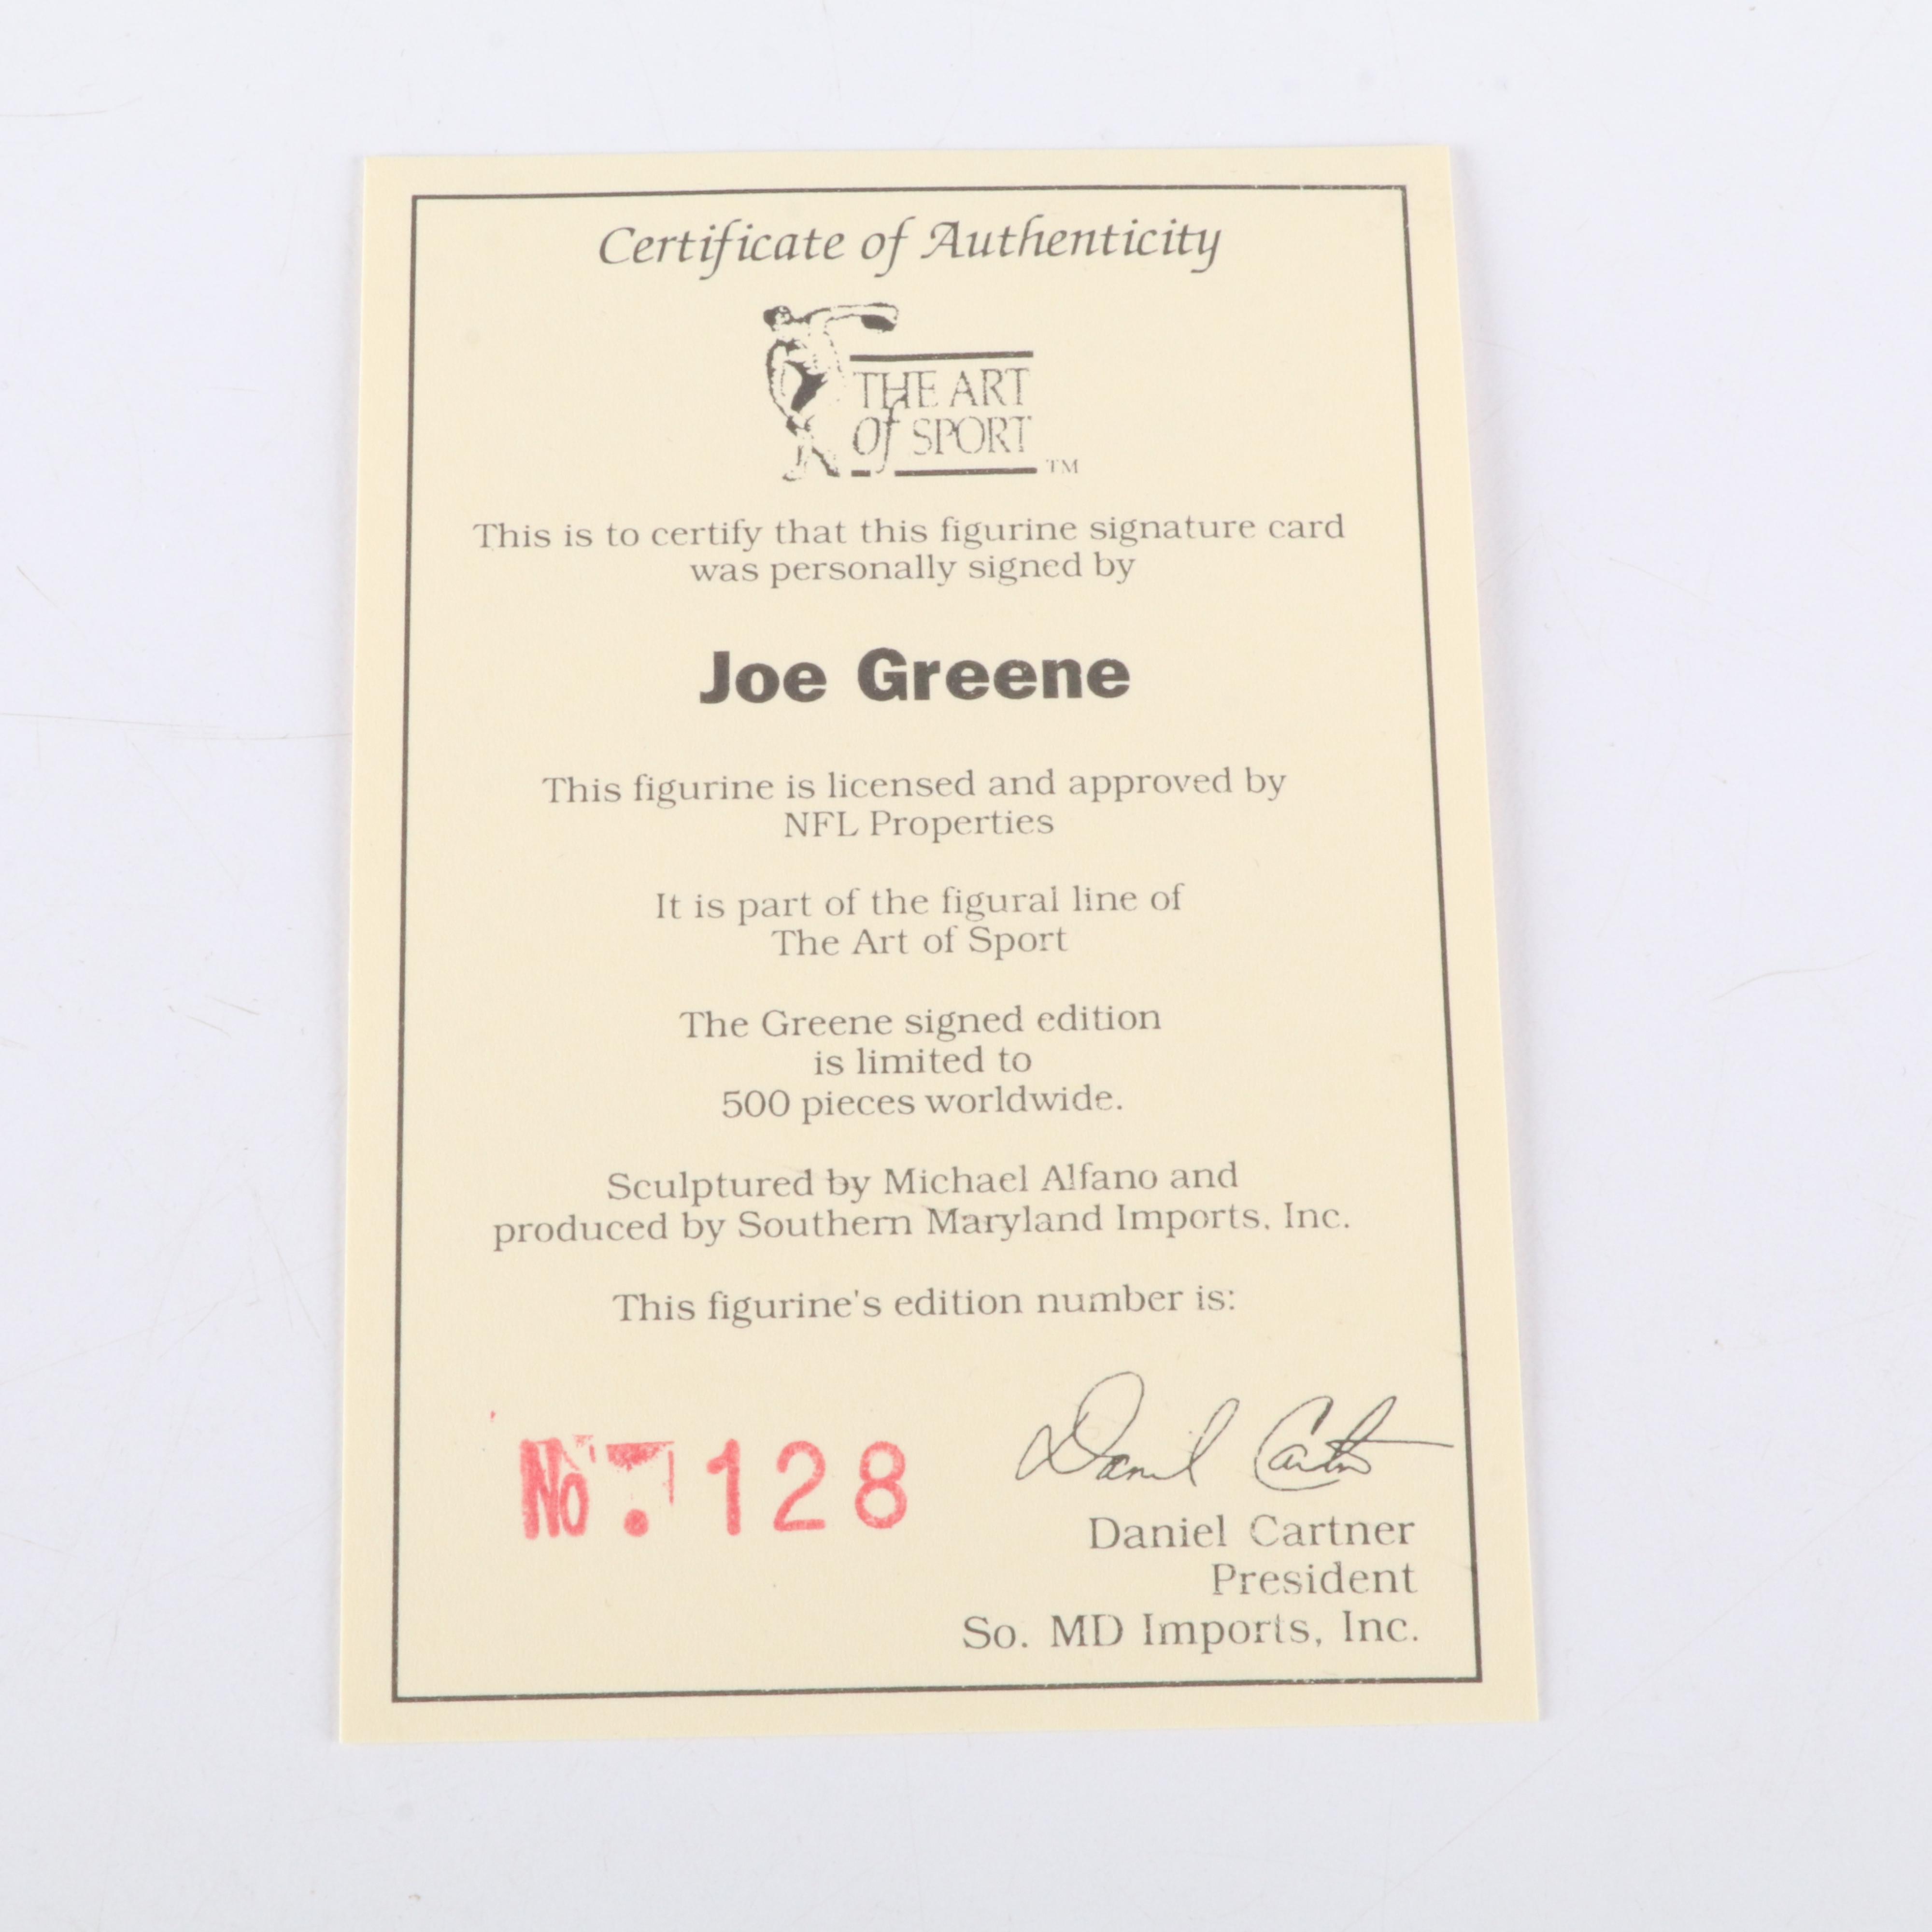 Certificate of Authenticity
THE ART
of SPORT
TM
This is to certify that this figurine signature card
was personally signed by
Joe Greene
This figurine is licensed and approved by
NFL Properties
It is part of the figural line of
The Art of Sport
The Greene signed edition
is limited to
500 pieces worldwide.
Sculptured by Michael Alfano and
produced by Southern Maryland Imports, Inc.
This figurine's edition number is:
No. 128
Daniel Cartner
Daniel Cartner
President
So. MD Imports, Inc.